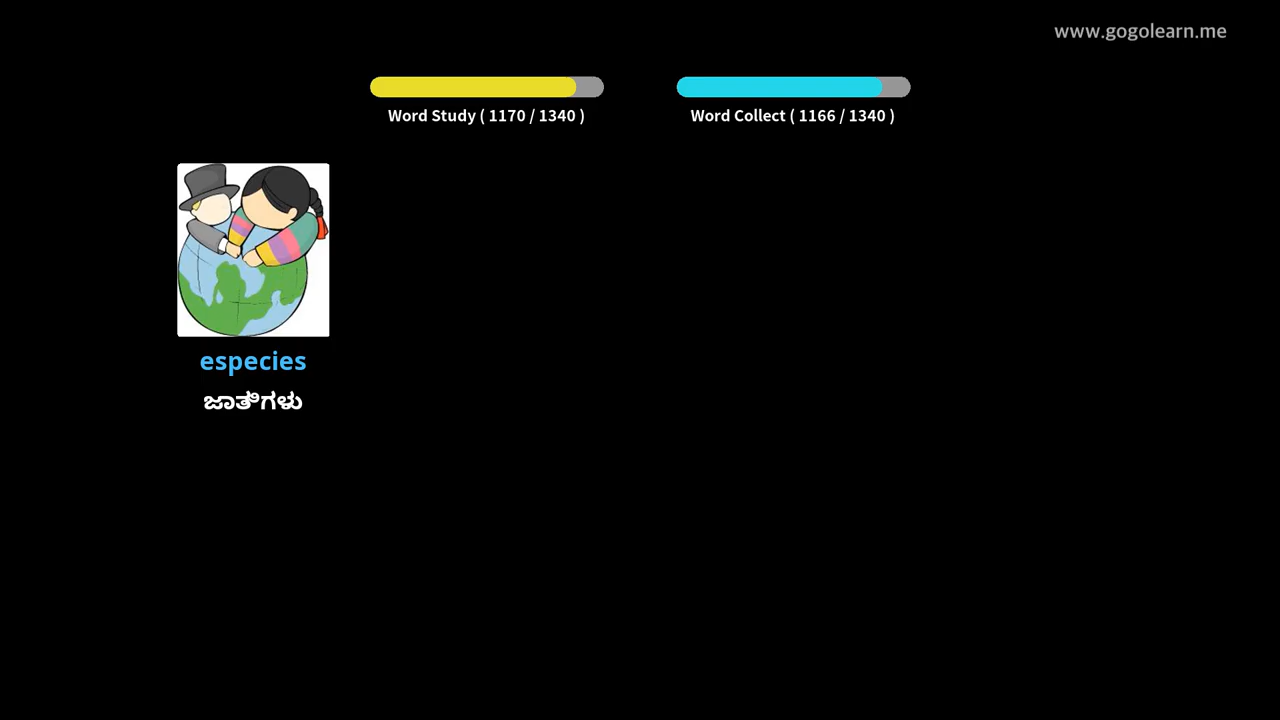 www.gogolearn.me
Word Study ( 1170 / 1340 )
Word Collect ( 1166 / 1340 )
especies
ಜಾತಿಗಳು